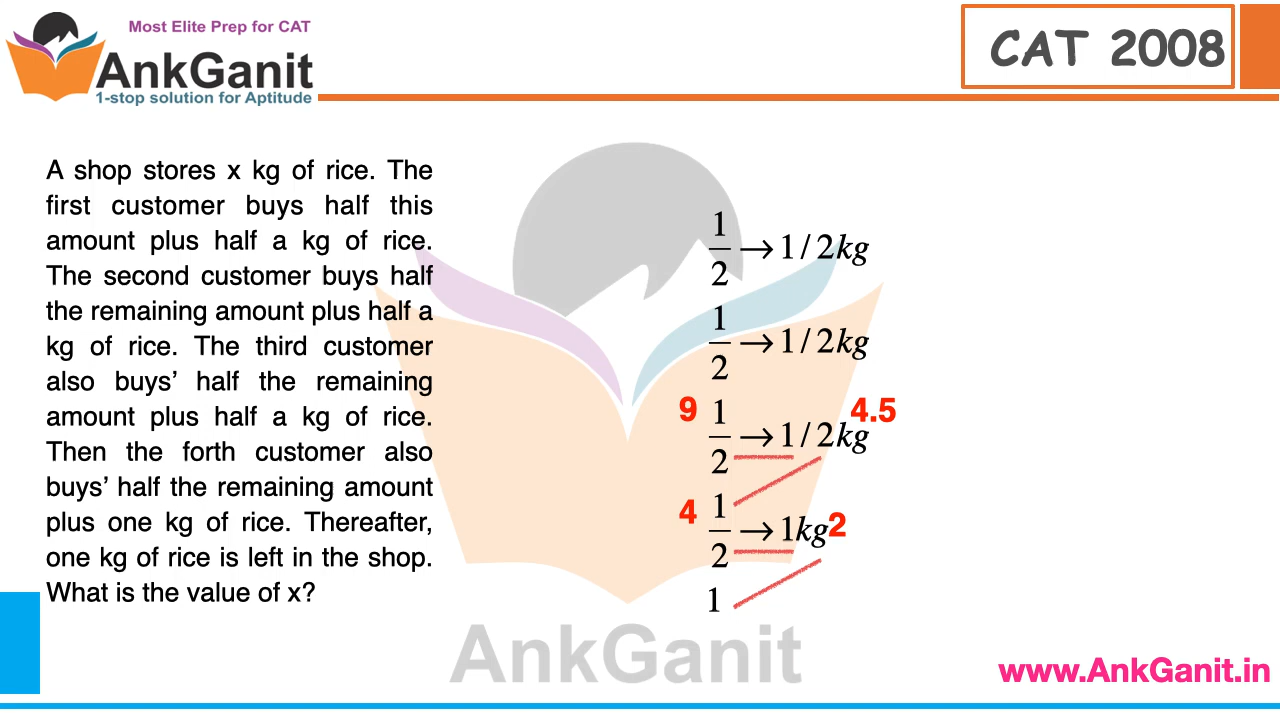 Most Elite Prep for CAT
AnkGanit
1-stop solution for Aptitude
CAT 2008
A shop stores x kg of rice. The
first customer buys half this
amount plus half a kg of rice.
The second customer buys half
the remaining amount plus half a
kg of rice. The third customer
also buys’ half the remaining
amount plus half a kg of rice.
Then the forth customer also
buys’ half the remaining amount
plus one kg of rice. Thereafter,
one kg of rice is left in the shop.
What is the value of x?
1/2 → 1/2kg
1/2 → 1/2kg
9 1/2 → 1/2kg 4.5
4 1/2 → 1kg 2
1
AnkGanit
www.AnkGanit.in